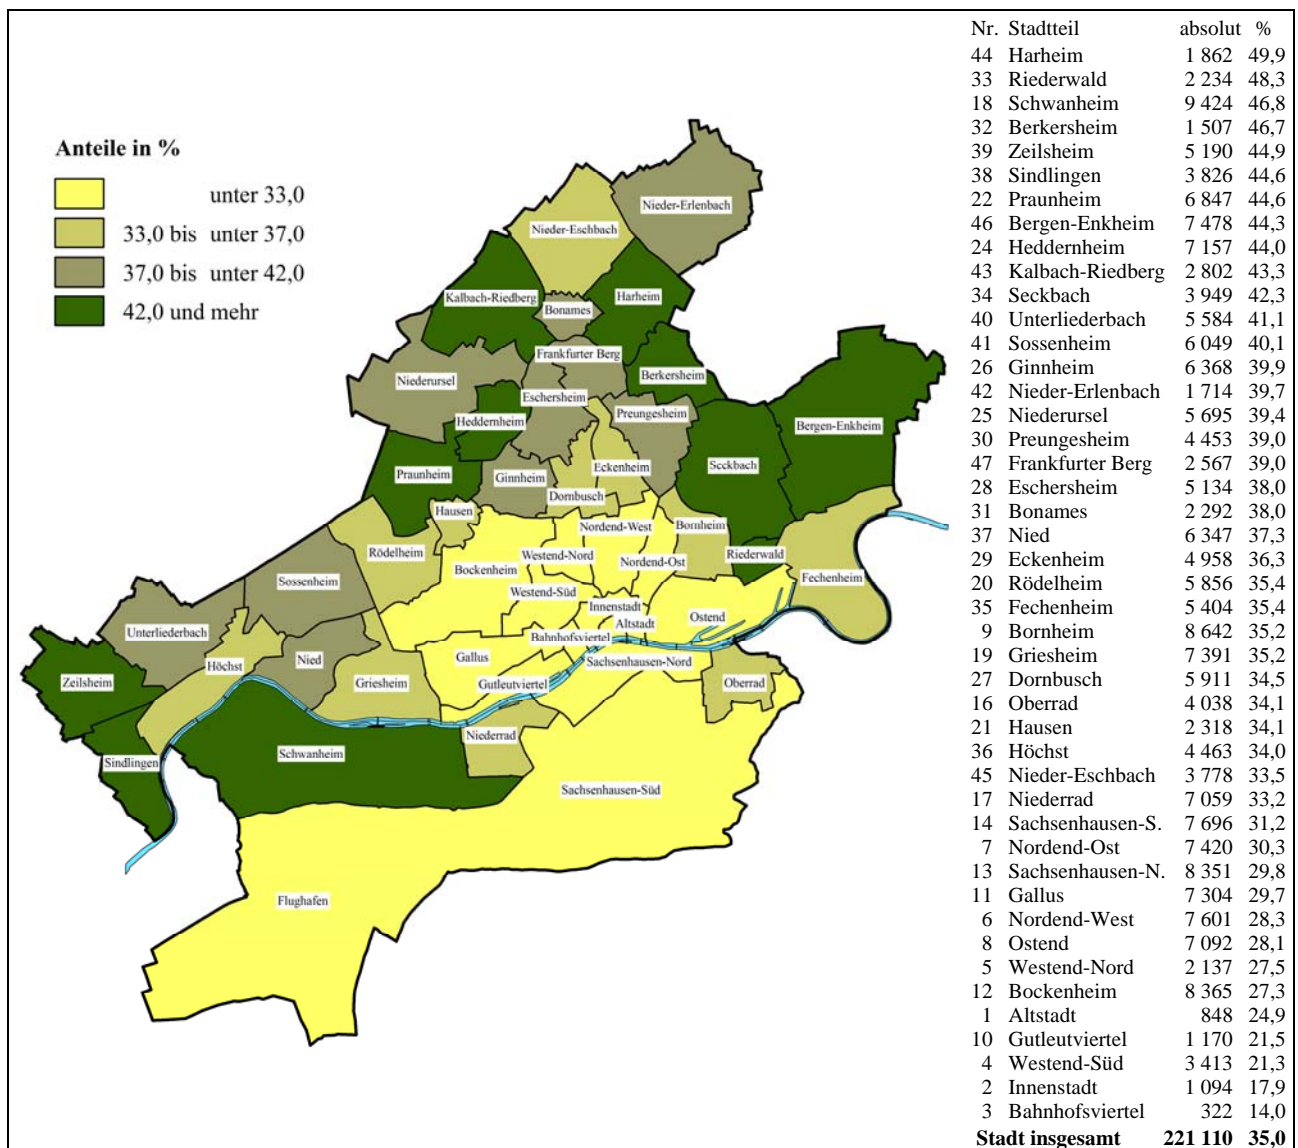 Anteile in %
unter 33,0
33,0 bis unter 37,0
37,0 bis unter 42,0
42,0 und mehr
Nieder-Erlenbach
Nieder-Eschbach
Kalbach-Riedberg
Harheim
Bonames
Frankfurter Berg
Niederursel
Berkersheim
Eschersheim
Preungesheim
Heddernheim
Bergen-Enkheim
Praunheim
Eckenheim
Seckbach
Ginnheim
Dornbusch
Hausen
Nordend-West
Bornheim
Rödelheim
Westend-Nord
Riederwald
Nordend-Ost
Bockenheim
Fechenheim
Sossenheim
Westend-Süd
Innenstadt
Ostend
Altstadt
Unterliederbach
Bahnhofsviertel
Gallus
Nied
Sachsenhausen-Nord
Höchst
Zeilsheim
Griesheim
Gutleutviertel
Oberrad
Niederrad
Schwanheim
Sindlingen
Sachsenhausen-Süd
Flughafen
Nr. Stadtteil absolut %
44 Harheim 1 862 49,9
33 Riederwald 2 234 48,3
18 Schwanheim 9 424 46,8
32 Berkersheim 1 507 46,7
39 Zeilsheim 5 190 44,9
38 Sindlingen 3 826 44,6
22 Praunheim 6 847 44,6
46 Bergen-Enkheim 7 478 44,3
24 Heddernheim 7 157 44,0
43 Kalbach-Riedberg 2 802 43,3
34 Seckbach 3 949 42,3
40 Unterliederbach 5 584 41,1
41 Sossenheim 6 049 40,1
26 Ginnheim 6 368 39,9
42 Nieder-Erlenbach 1 714 39,7
25 Niederursel 5 695 39,4
30 Preungesheim 4 453 39,0
47 Frankfurter Berg 2 567 39,0
28 Eschersheim 5 134 38,0
31 Bonames 2 292 38,0
37 Nied 6 347 37,3
29 Eckenheim 4 958 36,3
20 Rödelheim 5 856 35,4
35 Fechenheim 5 404 35,4
9 Bornheim 8 642 35,2
19 Griesheim 7 391 35,2
27 Dornbusch 5 911 34,5
16 Oberrad 4 038 34,1
21 Hausen 2 318 34,1
36 Höchst 4 463 34,0
45 Nieder-Eschbach 3 778 33,5
17 Niederrad 7 059 33,2
14 Sachsenhausen-S. 7 696 31,2
7 Nordend-Ost 7 420 30,3
13 Sachsenhausen-N. 8 351 29,8
11 Gallus 7 304 29,7
6 Nordend-West 7 601 28,3
8 Ostend 7 092 28,1
5 Westend-Nord 2 137 27,5
12 Bockenheim 8 365 27,3
1 Altstadt 848 24,9
10 Gutleutviertel 1 170 21,5
4 Westend-Süd 3 413 21,3
2 Innenstadt 1 094 17,9
3 Bahnhofsviertel 322 14,0
Stadt insgesamt 221 110 35,0